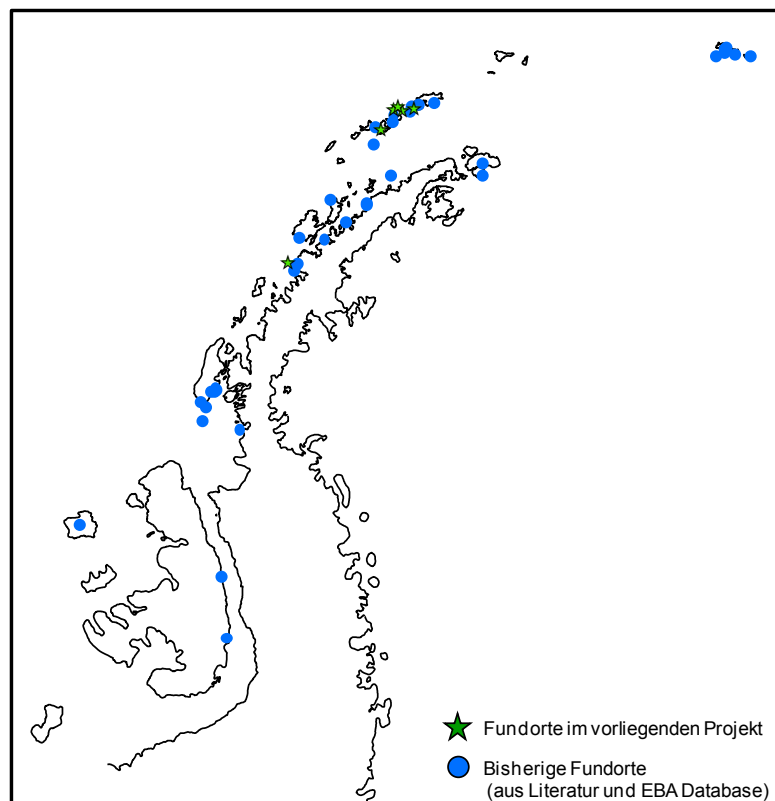 Fundorte im vorliegenden Projekt
Bisherige Fundorte
(aus Literatur und EBA Database)